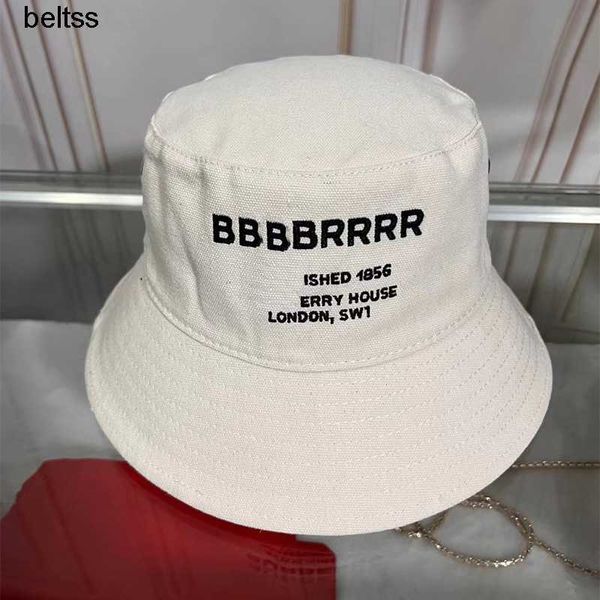 beltss
BBBBRRRR
ISHED 1856
ERRY HOUSE
LONDON, SW1